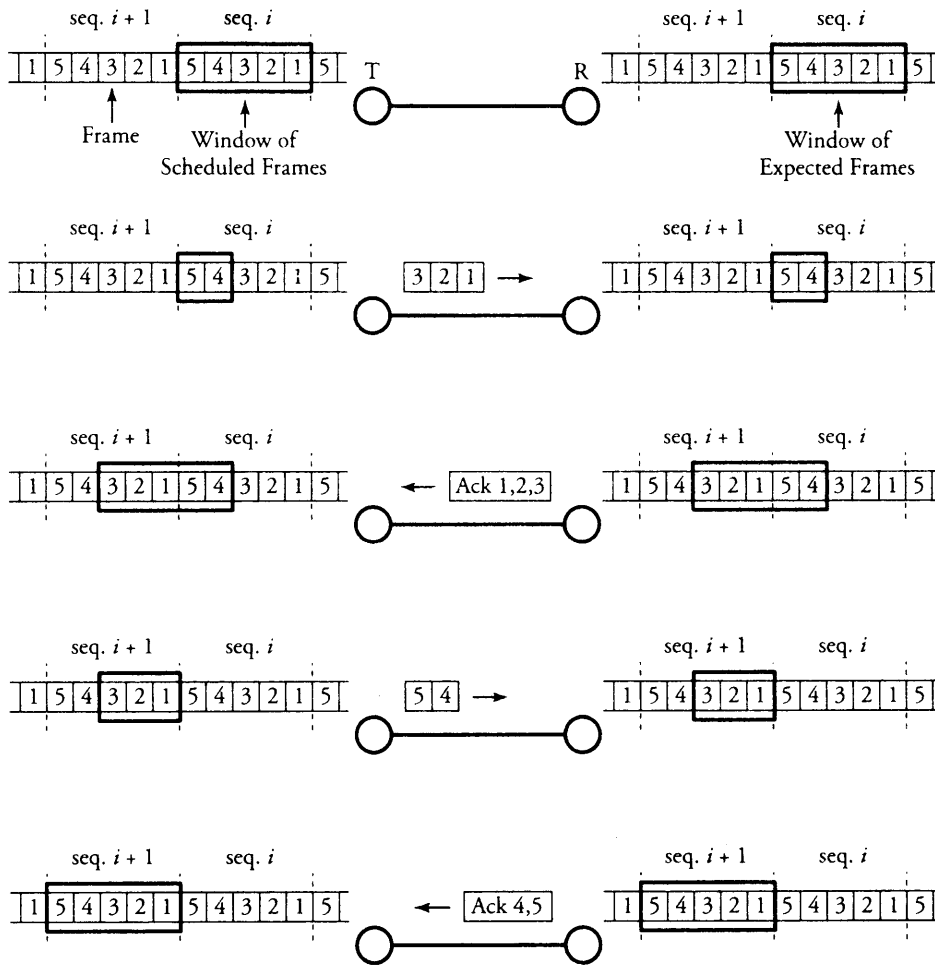 seq. i + 1 seq. i seq. i + 1 seq. i
1 5 4 3 2 1 5 4 3 2 1 5 T R 1 5 4 3 2 1 5 4 3 2 1 5
Frame Window of Scheduled Frames Window of Expected Frames
seq. i + 1 seq. i seq. i + 1 seq. i
1 5 4 3 2 1 5 4 3 2 1 5 3 2 1 1 5 4 3 2 1 5 4 3 2 1 5
seq. i + 1 seq. i seq. i + 1 seq. i
1 5 4 3 2 1 5 4 3 2 1 5 Ack 1,2,3 1 5 4 3 2 1 5 4 3 2 1 5
seq. i + 1 seq. i seq. i + 1 seq. i
1 5 4 3 2 1 5 4 3 2 1 5 5 4 1 5 4 3 2 1 5 4 3 2 1 5
seq. i + 1 seq. i seq. i + 1 seq. i
1 5 4 3 2 1 5 4 3 2 1 5 Ack 4,5 1 5 4 3 2 1 5 4 3 2 1 5